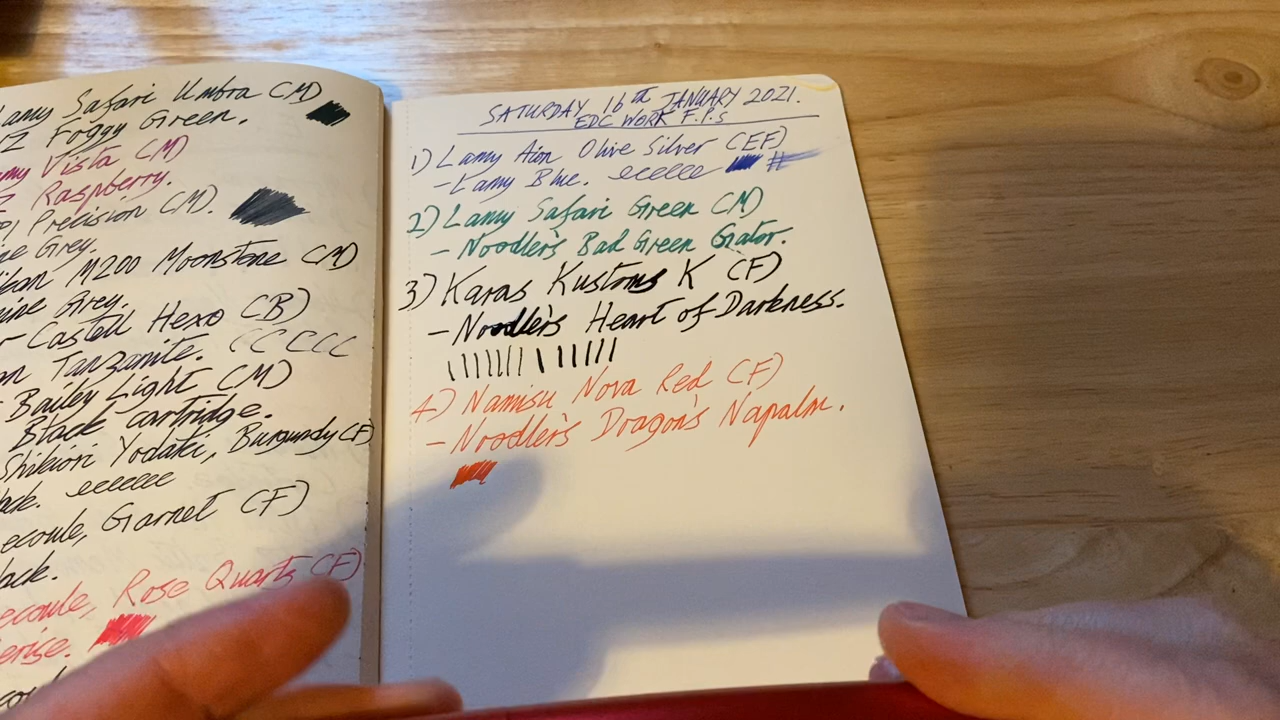 Lamy Safari Umbra (M)
Foggy Green.
Vista (M)
Raspberry.
Precision (M).
Grey.
M200 Moonstone (M)
Grey.
Castell Hexo (B)
Tanzanite. CCCCCC
Bailey Light (M)
Black cartridge.
Shikiori Yodaki, Burgundy (F)
eeeeeee
Garnet (F)
Rose Quartz (F)
SATURDAY 16th JANUARY 2021.
EDC WORK F.P.s
1) Lamy Aion Olive Silver (EF)
- Lamy Blue. eeeeeee #
2) Lamy Safari Green (M)
- Noodler's Bad Green Gator.
3) Karas Kustoms K (F)
- Noodler's Heart of Darkness.
4) Namisu Nova Red (F)
- Noodler's Dragon's Napalm.